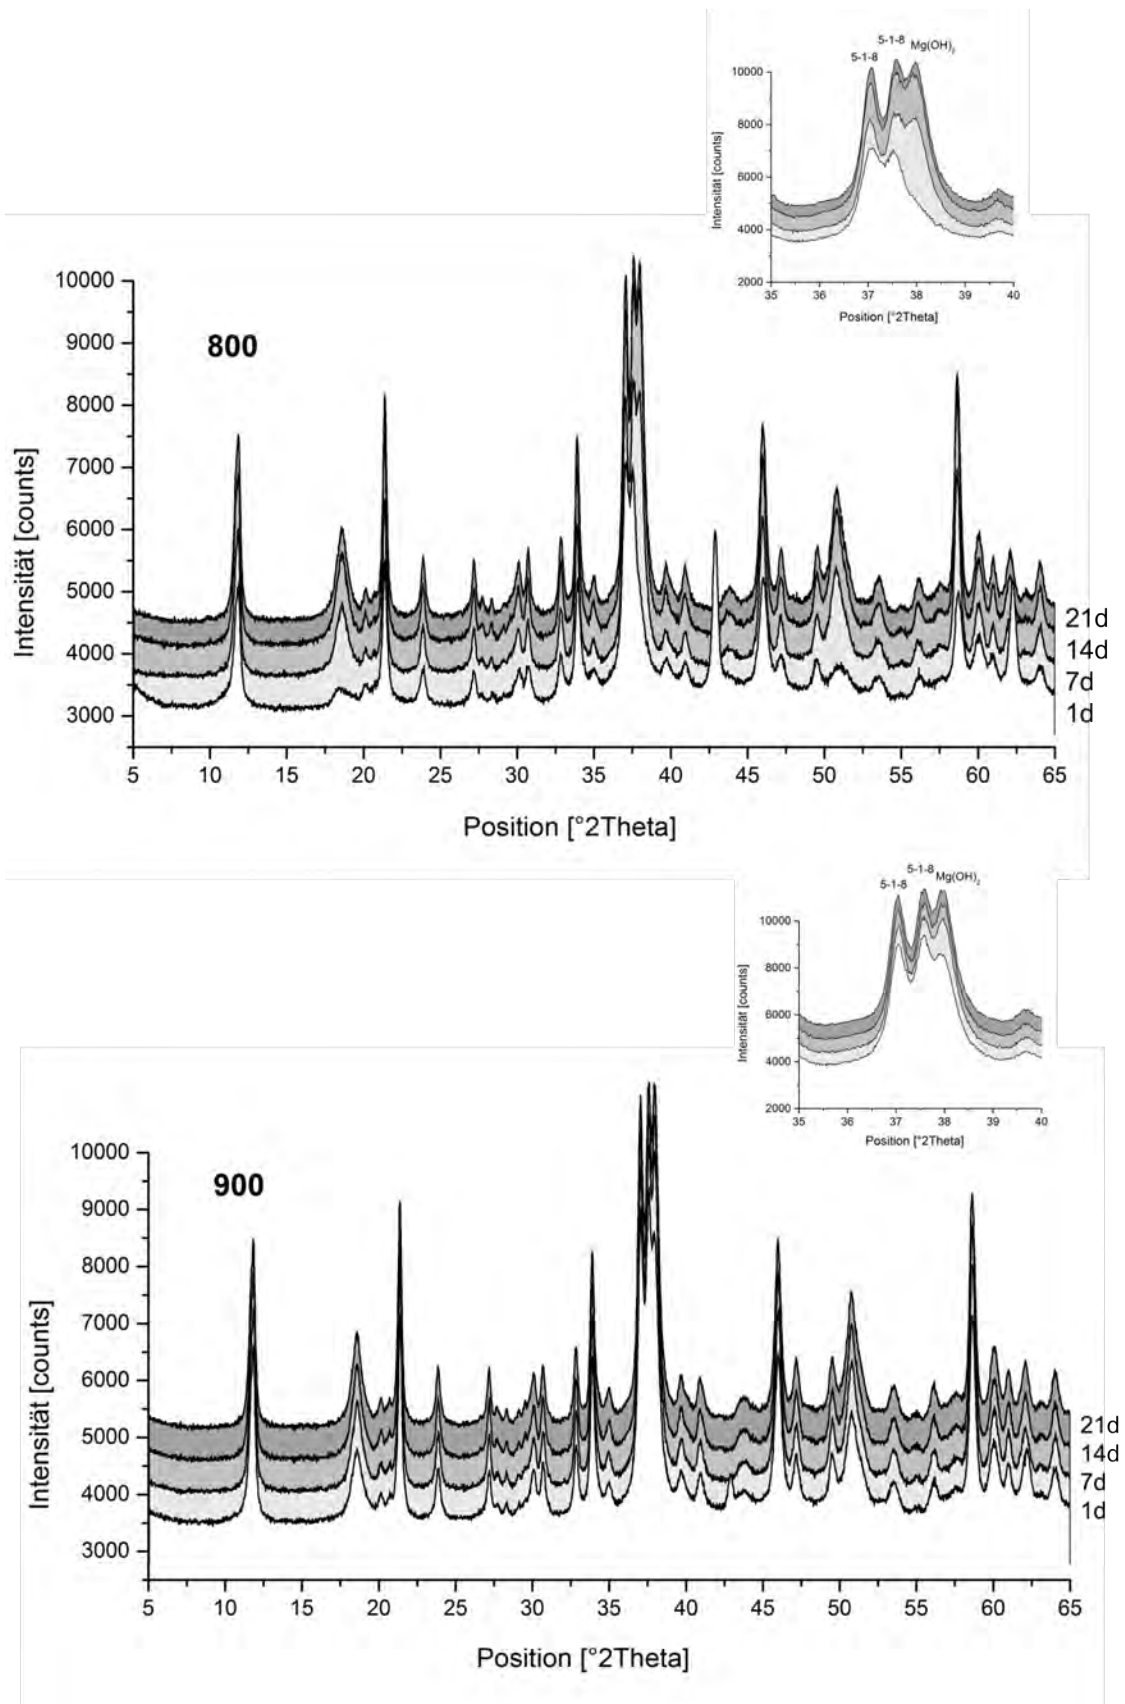 5-1-8
5-1-8 Mg(OH)₂
10000
8000
6000
4000
2000
Intensität [counts]
35 36 37 38 39 40
Position [°2Theta]
800
10000
9000
8000
7000
6000
5000
4000
3000
Intensität [counts]
21d
14d
7d
1d
5 10 15 20 25 30 35 40 45 50 55 60 65
Position [°2Theta]
5-1-8
5-1-8 Mg(OH)₂
10000
8000
6000
4000
2000
Intensität [counts]
35 36 37 38 39 40
Position [°2Theta]
900
10000
9000
8000
7000
6000
5000
4000
3000
Intensität [counts]
21d
14d
7d
1d
5 10 15 20 25 30 35 40 45 50 55 60 65
Position [°2Theta]